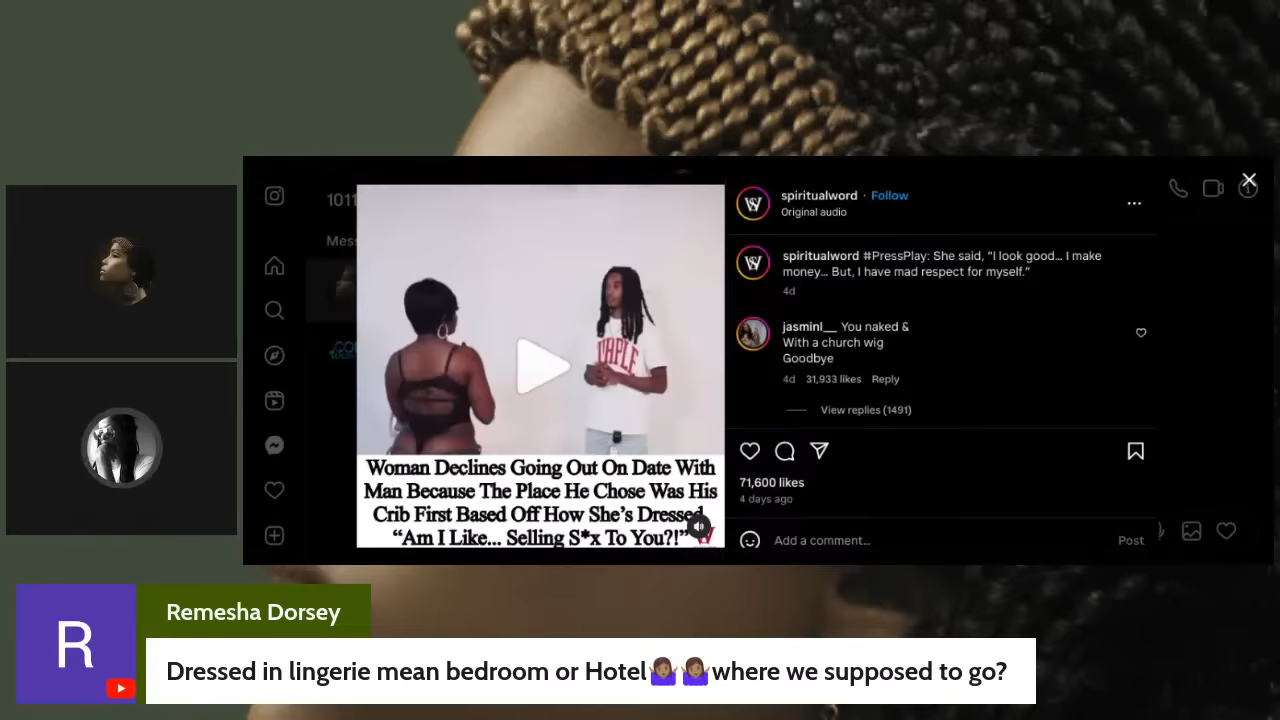 1011
Mess
spiritualword · Follow
Original audio
spiritualword #PressPlay: She said, “I look good... I make
money... But, I have mad respect for myself.”
4d
jasminl__ You naked &
With a church wig
Goodbye
4d 31,933 likes Reply
View replies (1491)
71,600 likes
4 days ago
Add a comment...
Post
PURPLE
Woman Declines Going Out On Date With
Man Because The Place He Chose Was His
Crib First Based Off How She's Dressed
“Am I Like... Selling S*x To You?!”
R
Remesha Dorsey
Dressed in lingerie mean bedroom or Hotel🤷🏽‍♀️🤷🏽‍♀️where we supposed to go?